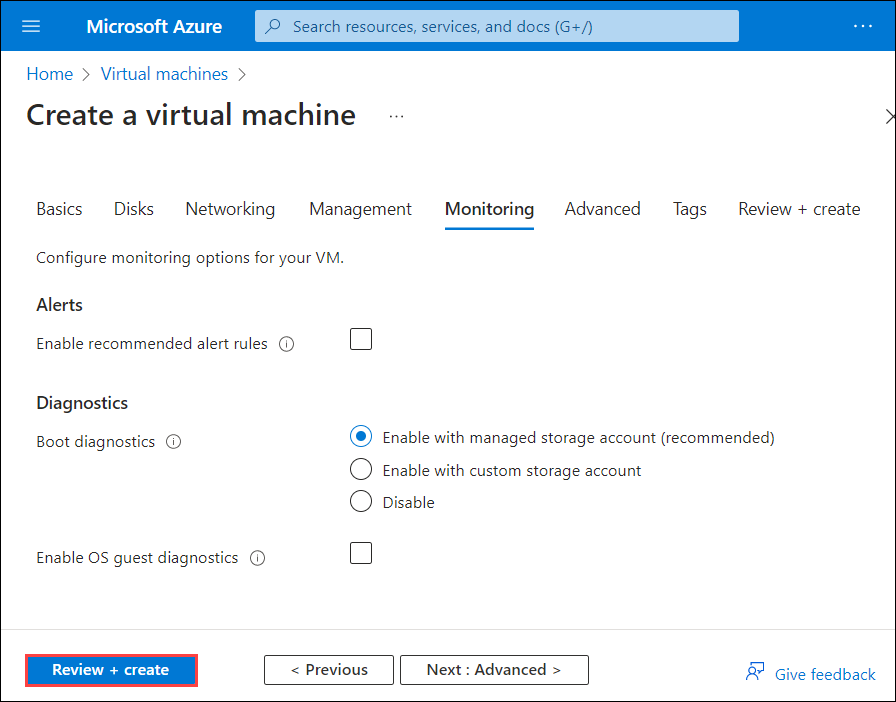 Microsoft Azure
Search resources, services, and docs (G+/)
...
Home > Virtual machines >
Create a virtual machine ...
Basics Disks Networking Management Monitoring Advanced Tags Review + create
Configure monitoring options for your VM.
Alerts
Enable recommended alert rules
Diagnostics
Boot diagnostics
Enable with managed storage account (recommended)
Enable with custom storage account
Disable
Enable OS guest diagnostics
Review + create
< Previous
Next : Advanced >
Give feedback